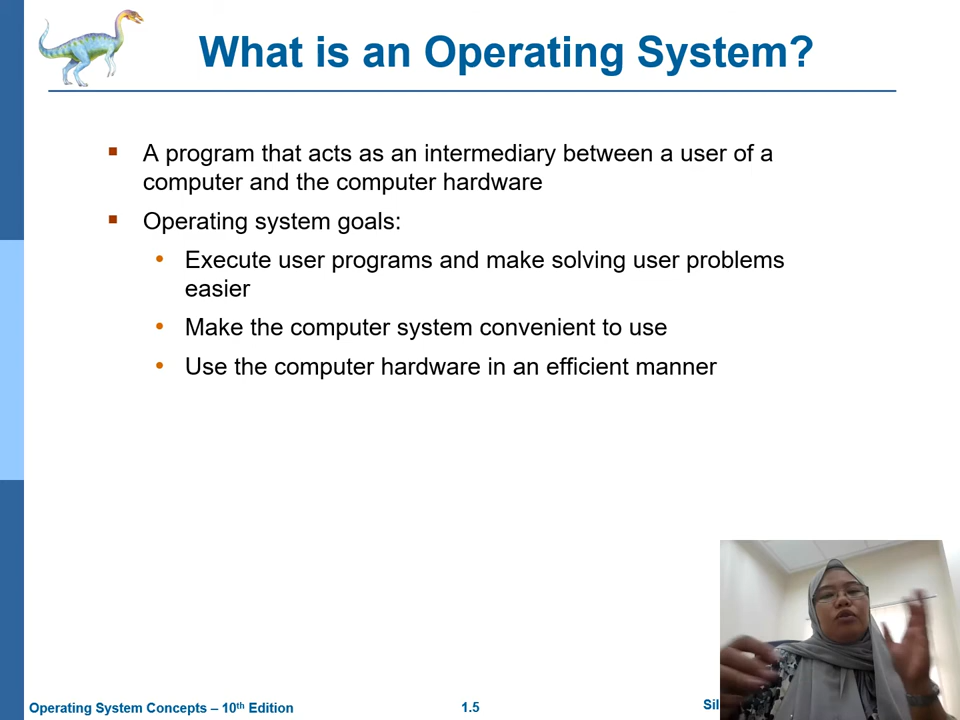 What is an Operating System?
▪ A program that acts as an intermediary between a user of a
computer and the computer hardware
▪ Operating system goals:
• Execute user programs and make solving user problems
easier
• Make the computer system convenient to use
• Use the computer hardware in an efficient manner
Operating System Concepts – 10th Edition
1.5